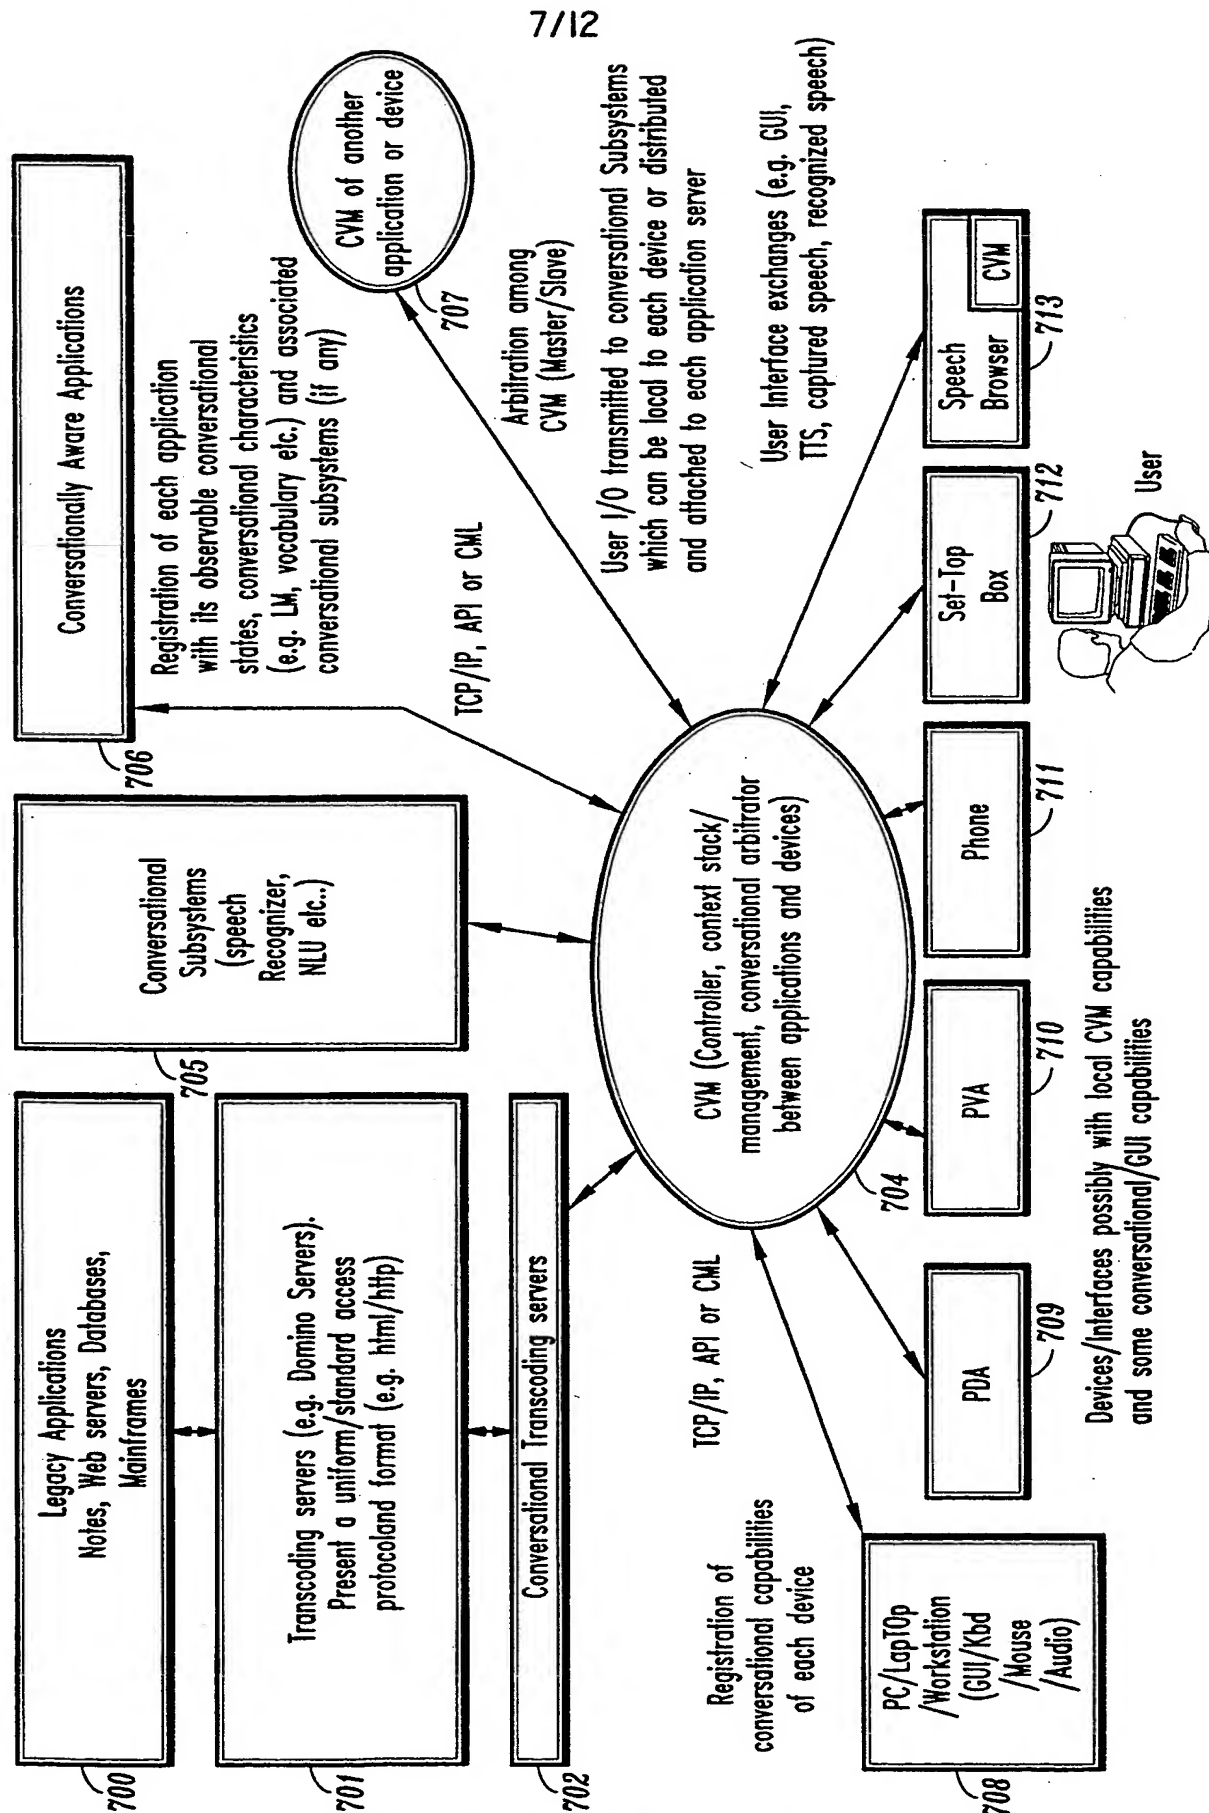 7/12
Legacy Applications
Notes, Web servers, Databases,
Mainframes
700
Transcoding servers (e.g. Domino Servers).
Present a uniform/standard access
protocoland format (e.g. html/http)
701
Conversational Transcoding servers
702
Conversational
Subsystems
(speech
Recognizer,
NLU etc..)
705
Conversationally Aware Applications
706
Registration of each application
with its observable conversational
states, conversational characteristics
(e.g. LM, vocabulary etc.) and associated
conversational subsystems (if any)
TCP/IP, API or CML
CVM of another
application or device
707
Arbitration among
CVM (Master/Slave)
User I/O transmitted to conversational Subsystems
which can be local to each device or distributed
and attached to each application server
User Interface exchanges (e.g. GUI,
TTS, captured speech, recognized speech)
CVM (Controller, context stack/
management, conversational arbitrator
between applications and devices)
704
TCP/IP, API or CML
Registration of
conversational capabilities
of each device
PC/LapTOp
/Workstation
(GUI/Kbd
/Mouse
/Audio)
708
PDA
709
PVA
710
Phone
711
Set-Top
Box
712
Speech
Browser
CVM
713
User
Devices/Interfaces possibly with local CVM capabilities
and some conversational/GUI capabilities